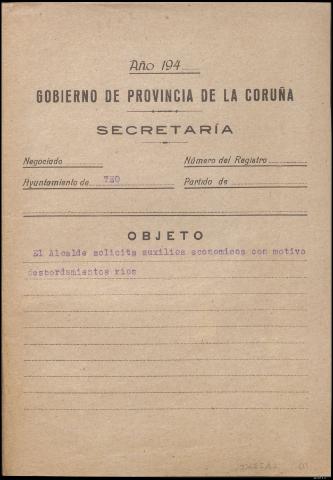 Año 194
GOBIERNO DE PROVINCIA DE LA CORUÑA
SECRETARÍA
Negociado Número del Registro
Ayuntamiento de TEO Partido de
OBJETO
El Alcalde solicita auxilios economicos con motivo
desbordamientos rios